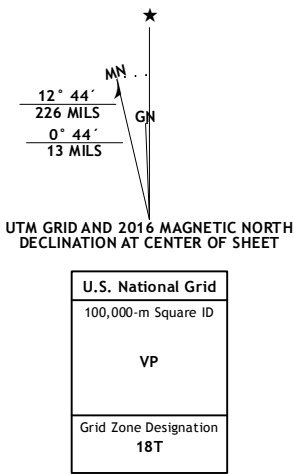 ★
MN
12° 44´
226 MILS
GN
0° 44´
13 MILS
UTM GRID AND 2016 MAGNETIC NORTH
DECLINATION AT CENTER OF SHEET
U.S. National Grid
100,000-m Square ID
VP
Grid Zone Designation
18T